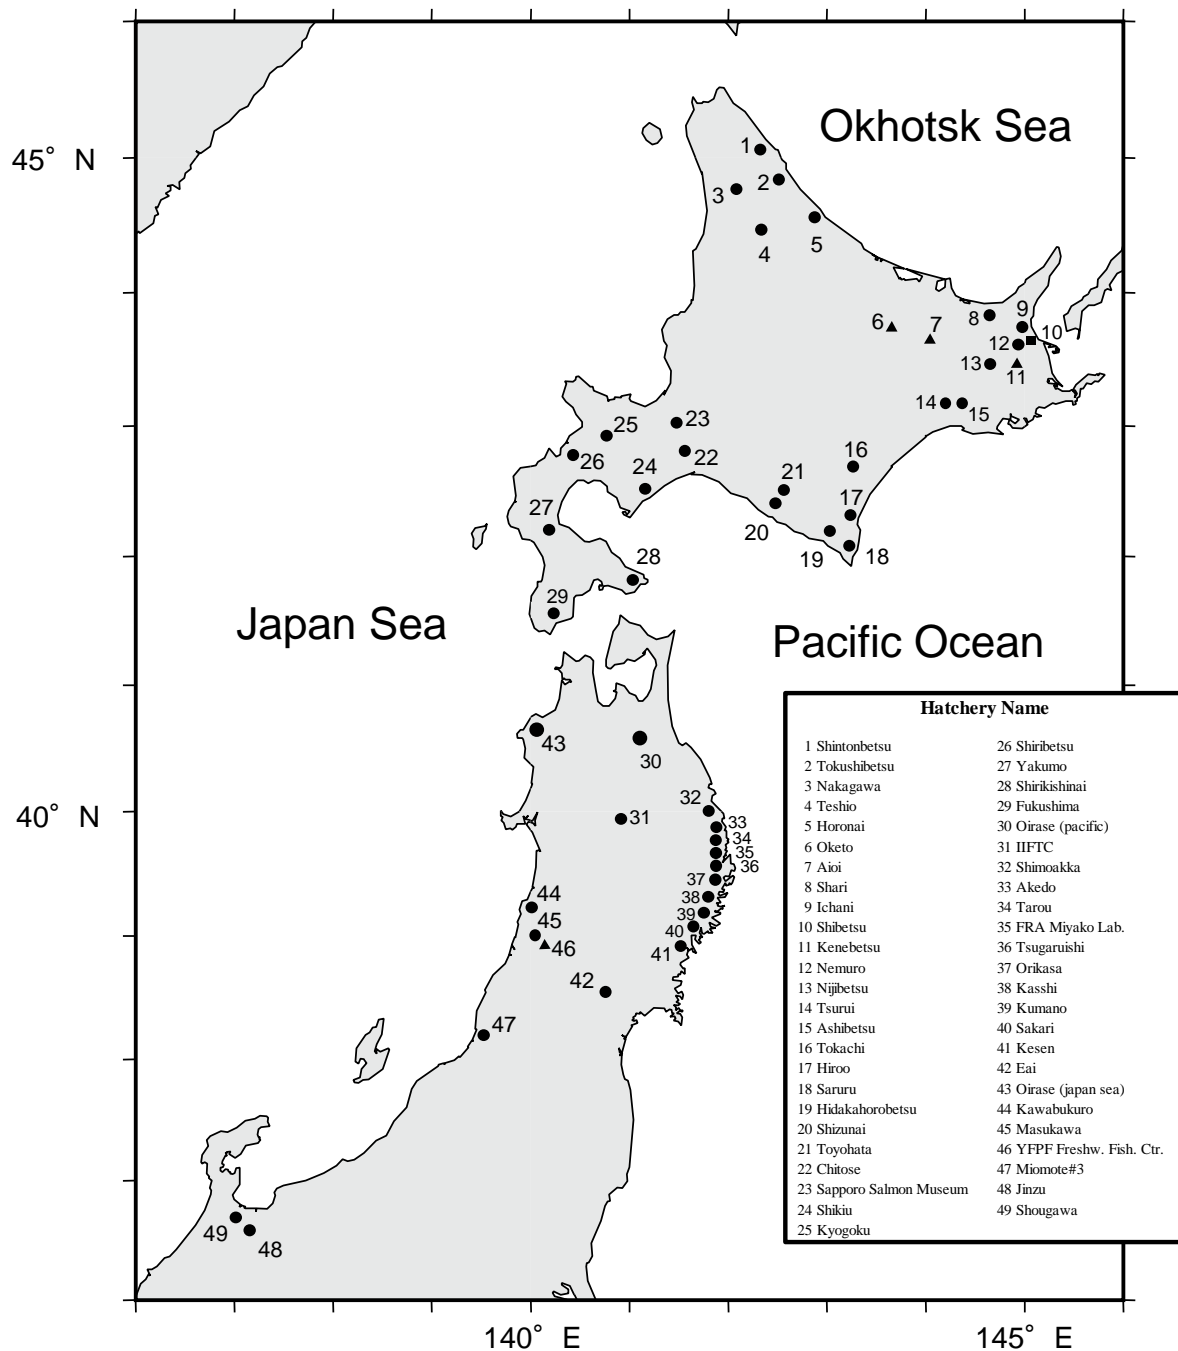 Okhotsk Sea
45° N
1
2
3
4
5
6
7
8
9
10
12
13
11
14
15
23
25
22
26
24
16
21
27
17
20
19
18
28
29
Japan Sea
Pacific Ocean
43
30
40° N
32
31
33
34
35
36
37
38
39
40
41
44
45
46
42
47
49
48
140° E
145° E
Hatchery Name
1 Shintonbetsu
2 Tokushibetsu
3 Nakagawa
4 Teshio
5 Horonai
6 Oketo
7 Aioi
8 Shari
9 Ichani
10 Shibetsu
11 Kenebetsu
12 Nemuro
13 Nijibetsu
14 Tsurui
15 Ashibetsu
16 Tokachi
17 Hiroo
18 Saruru
19 Hidakahorobetsu
20 Shizunai
21 Toyohata
22 Chitose
23 Sapporo Salmon Museum
24 Shikiu
25 Kyogoku
26 Shiribetsu
27 Yakumo
28 Shirikishinai
29 Fukushima
30 Oirase (pacific)
31 IIFTC
32 Shimoakka
33 Akedo
34 Tarou
35 FRA Miyako Lab.
36 Tsugaruishi
37 Orikasa
38 Kasshi
39 Kumano
40 Sakari
41 Kesen
42 Eai
43 Oirase (japan sea)
44 Kawabukuro
45 Masukawa
46 YFPF Freshw. Fish. Ctr.
47 Miomote#3
48 Jinzu
49 Shougawa